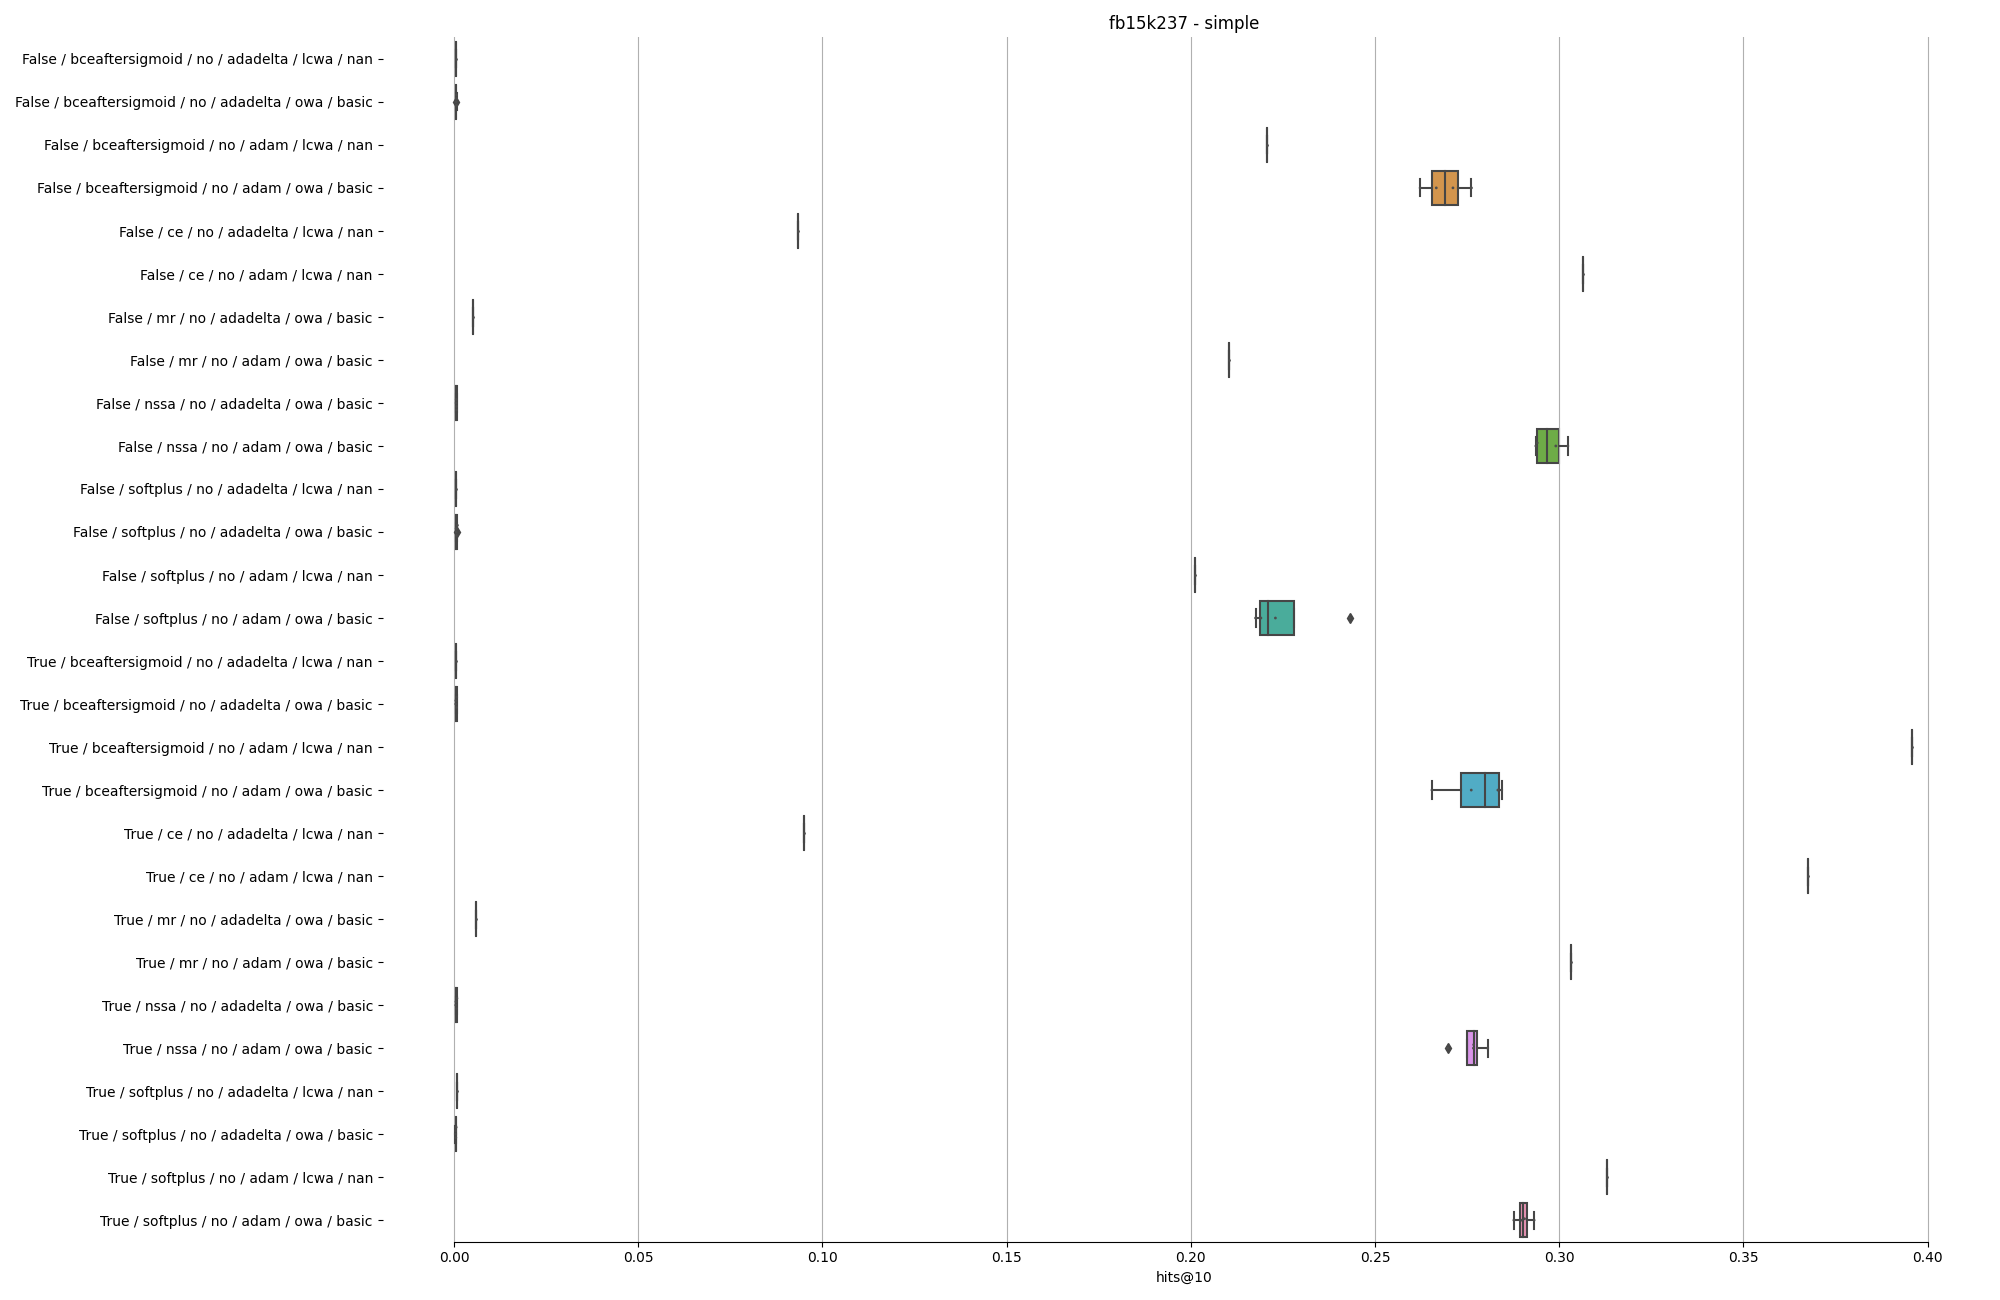 fb15k237 - simple
False / bceaftersigmoid / no / adadelta / lcwa / nan
False / bceaftersigmoid / no / adadelta / owa / basic
False / bceaftersigmoid / no / adam / lcwa / nan
False / bceaftersigmoid / no / adam / owa / basic
False / ce / no / adadelta / lcwa / nan
False / ce / no / adam / lcwa / nan
False / mr / no / adadelta / owa / basic
False / mr / no / adam / owa / basic
False / nssa / no / adadelta / owa / basic
False / nssa / no / adam / owa / basic
False / softplus / no / adadelta / lcwa / nan
False / softplus / no / adadelta / owa / basic
False / softplus / no / adam / lcwa / nan
False / softplus / no / adam / owa / basic
True / bceaftersigmoid / no / adadelta / lcwa / nan
True / bceaftersigmoid / no / adadelta / owa / basic
True / bceaftersigmoid / no / adam / lcwa / nan
True / bceaftersigmoid / no / adam / owa / basic
True / ce / no / adadelta / lcwa / nan
True / ce / no / adam / lcwa / nan
True / mr / no / adadelta / owa / basic
True / mr / no / adam / owa / basic
True / nssa / no / adadelta / owa / basic
True / nssa / no / adam / owa / basic
True / softplus / no / adadelta / lcwa / nan
True / softplus / no / adadelta / owa / basic
True / softplus / no / adam / lcwa / nan
True / softplus / no / adam / owa / basic
0.00 0.05 0.10 0.15 0.20 0.25 0.30 0.35 0.40
hits@10